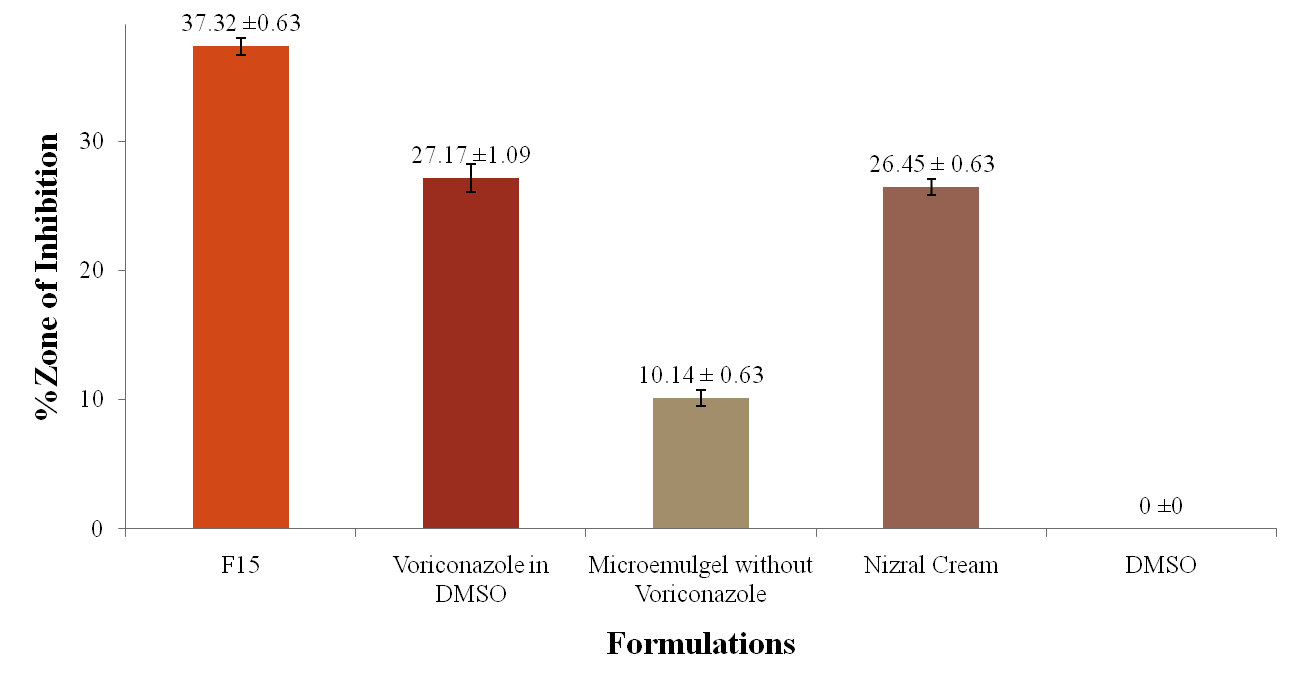 37.32 ±0.63
27.17 ±1.09
26.45 ± 0.63
10.14 ± 0.63
0 ±0
30
20
10
0
%Zone of Inhibition
F15
Voriconazole in
DMSO
Microemulgel without
Voriconazole
Nizral Cream
DMSO
Formulations